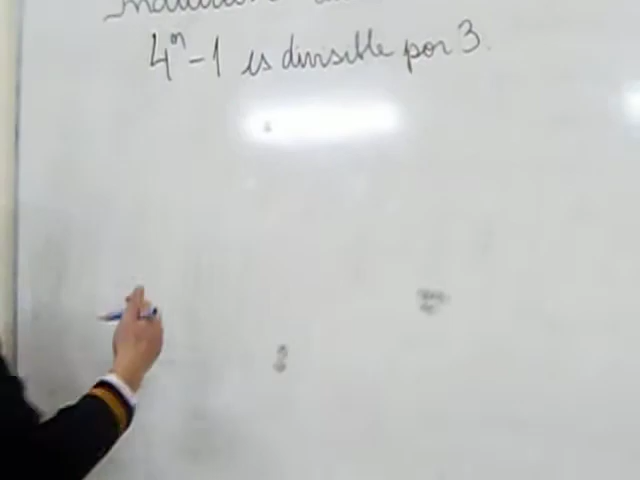 4ⁿ - 1 es divisible por 3.